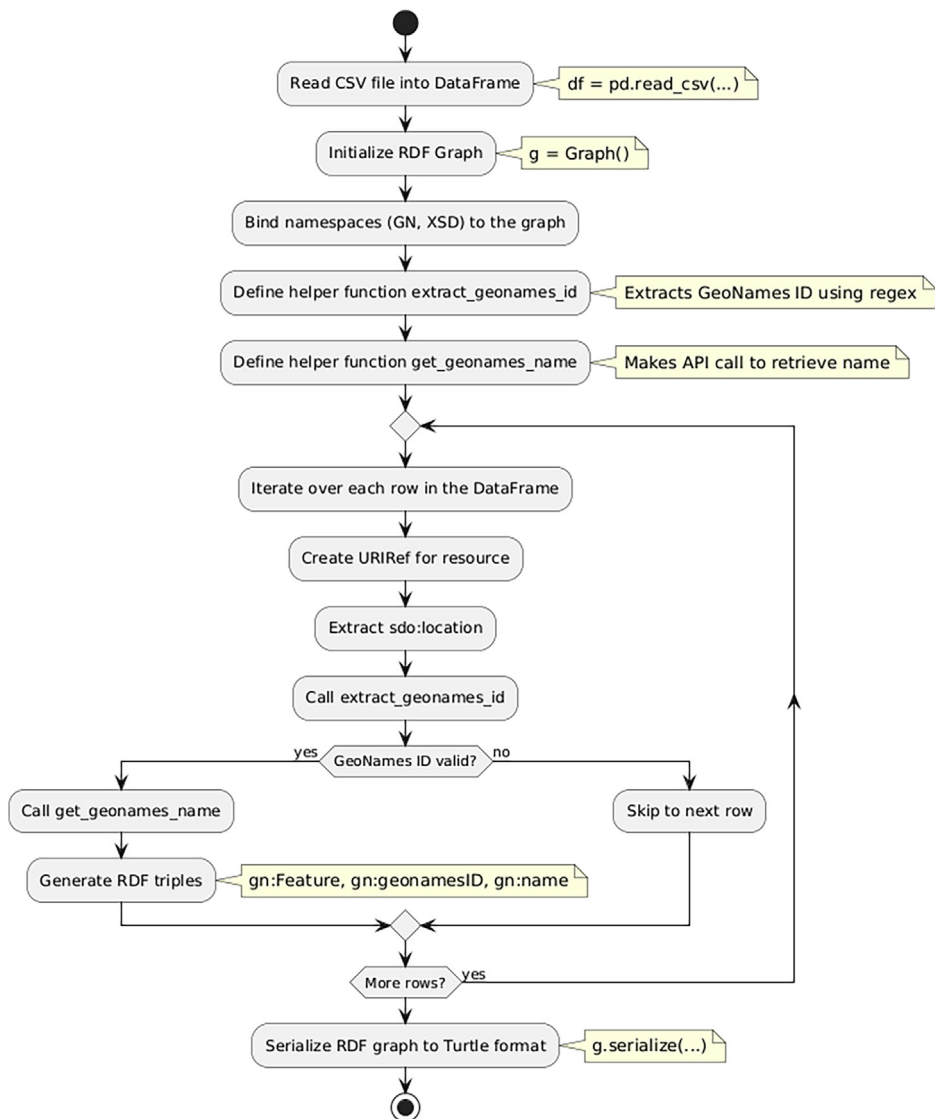 Read CSV file into DataFrame
df = pd.read_csv(...)
Initialize RDF Graph
g = Graph()
Bind namespaces (GN, XSD) to the graph
Define helper function extract_geonames_id
Extracts GeoNames ID using regex
Define helper function get_geonames_name
Makes API call to retrieve name
Iterate over each row in the DataFrame
Create URIRef for resource
Extract sdo:location
Call extract_geonames_id
yes
GeoNames ID valid?
no
Call get_geonames_name
Skip to next row
Generate RDF triples
gn:Feature, gn:geonamesID, gn:name
More rows?
yes
Serialize RDF graph to Turtle format
g.serialize(...)